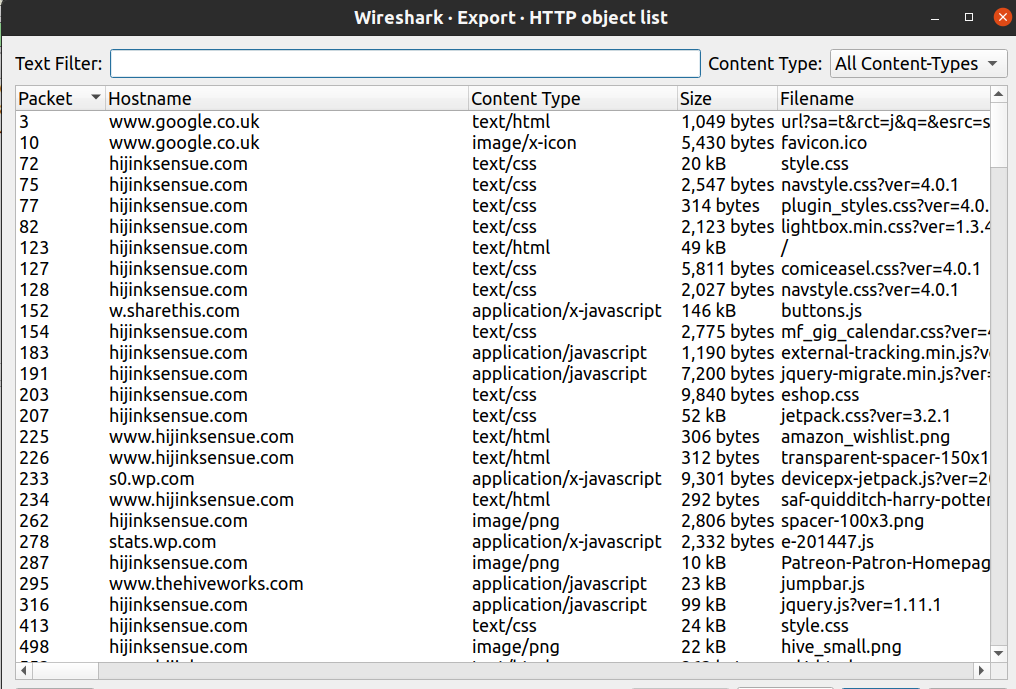 Wireshark · Export · HTTP object list
Text Filter: Content Type: All Content-Types
Packet Hostname Content Type Size Filename
3 www.google.co.uk text/html 1,049 bytes url?sa=t&rct=j&q=&esrc=s
10 www.google.co.uk image/x-icon 5,430 bytes favicon.ico
72 hijinksensue.com text/css 20 kB style.css
75 hijinksensue.com text/css 2,547 bytes navstyle.css?ver=4.0.1
77 hijinksensue.com text/css 314 bytes plugin_styles.css?ver=4.0.
82 hijinksensue.com text/css 2,123 bytes lightbox.min.css?ver=1.3.4
123 hijinksensue.com text/html 49 kB /
127 hijinksensue.com text/css 5,811 bytes comiceasel.css?ver=4.0.1
128 hijinksensue.com text/css 2,027 bytes navstyle.css?ver=4.0.1
152 w.sharethis.com application/x-javascript 146 kB buttons.js
154 hijinksensue.com text/css 2,775 bytes mf_gig_calendar.css?ver=4
183 hijinksensue.com application/javascript 1,190 bytes external-tracking.min.js?v
191 hijinksensue.com application/javascript 7,200 bytes jquery-migrate.min.js?ver=
203 hijinksensue.com text/css 9,840 bytes eshop.css
207 hijinksensue.com text/css 52 kB jetpack.css?ver=3.2.1
225 www.hijinksensue.com text/html 306 bytes amazon_wishlist.png
226 www.hijinksensue.com text/html 312 bytes transparent-spacer-150x1
233 s0.wp.com application/x-javascript 9,301 bytes devicepx-jetpack.js?ver=20
234 www.hijinksensue.com text/html 292 bytes saf-quidditch-harry-potter
262 hijinksensue.com image/png 2,806 bytes spacer-100x3.png
278 stats.wp.com application/x-javascript 2,332 bytes e-201447.js
287 hijinksensue.com image/png 10 kB Patreon-Patron-Homepag
295 www.thehiveworks.com application/javascript 23 kB jumpbar.js
316 hijinksensue.com application/javascript 99 kB jquery.js?ver=1.11.1
413 hijinksensue.com text/css 24 kB style.css
498 hijinksensue.com image/png 22 kB hive_small.png